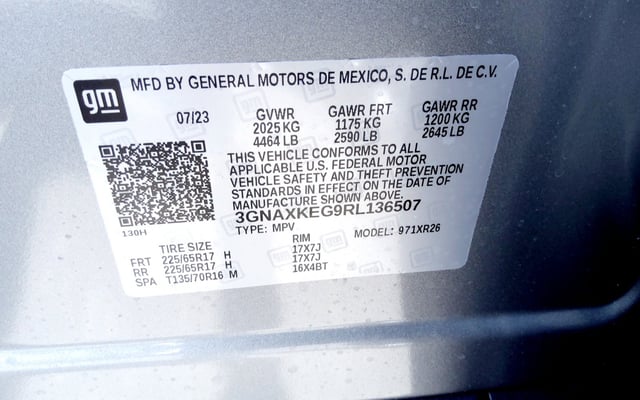 gm
MFD BY GENERAL MOTORS DE MEXICO, S. DE R.L. DE C.V.
07/23 GVWR GAWR FRT GAWR RR
2025 KG 1175 KG 1200 KG
4464 LB 2590 LB 2645 LB
THIS VEHICLE CONFORMS TO ALL
APPLICABLE U.S. FEDERAL MOTOR
VEHICLE SAFETY AND THEFT PREVENTION
STANDARDS IN EFFECT ON THE DATE OF
MANUFACTURE SHOWN ABOVE.
3GNAXKEG9RL136507
130H TYPE: MPV MODEL: 971XR26
TIRE SIZE RIM
FRT 225/65R17 H 17X7J
RR 225/65R17 H 17X7J
SPA T135/70R16 M 16X4BT